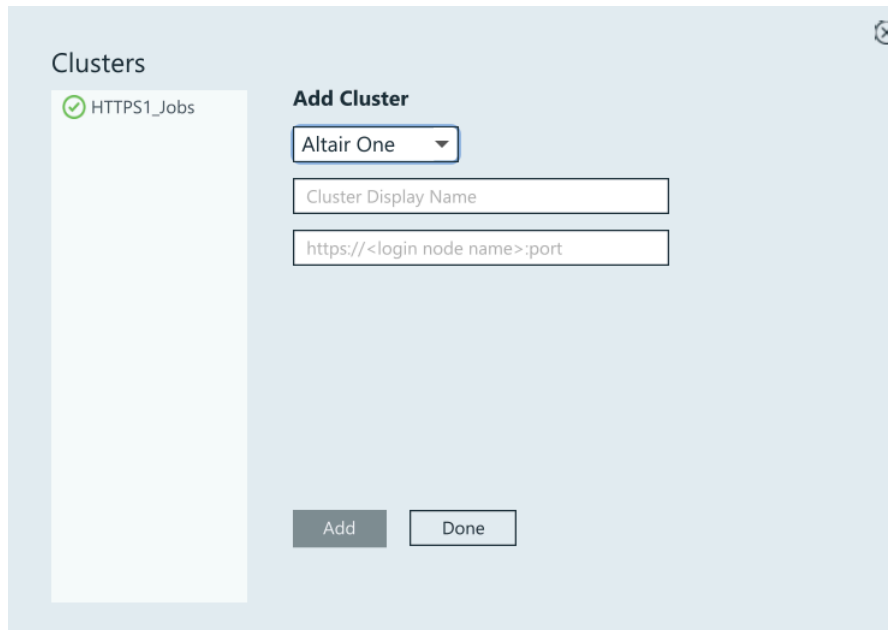 Clusters
HTTPS1_Jobs
Add Cluster
Altair One
Cluster Display Name
https://<login node name>:port
Add
Done